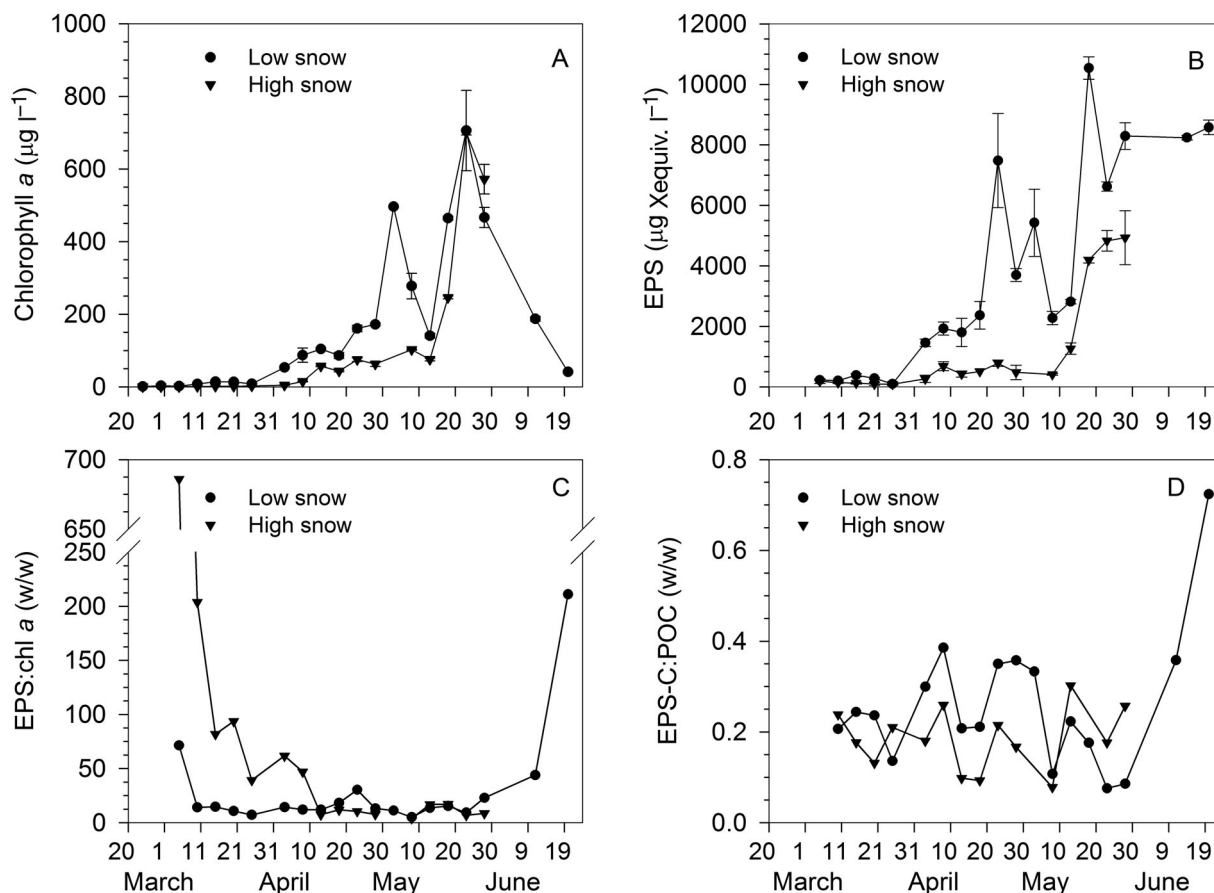 1000
800
600
400
200
0
Chlorophyll a (μg l–1)
Low snow
High snow
A
20 1 11 21 31 10 20 30 10 20 30 9 19
12000
10000
8000
6000
4000
2000
0
EPS (μg Xequiv. l–1)
Low snow
High snow
B
20 1 11 21 31 10 20 30 10 20 30 9 19
700
650
250
200
150
100
50
0
EPS:chl a (w/w)
Low snow
High snow
C
20 1 11 21 31 10 20 30 10 20 30 9 19
March April May June
0.8
0.6
0.4
0.2
0.0
EPS-C:POC (w/w)
Low snow
High snow
D
20 1 11 21 31 10 20 30 10 20 30 9 19
March April May June